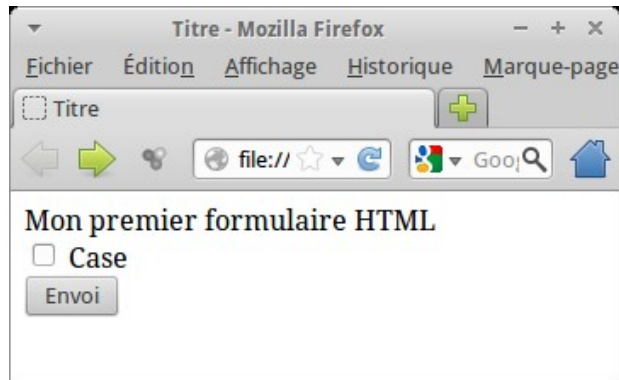 Titre - Mozilla Firefox
Fichier Édition Affichage Historique Marque-page
Titre
file:// Goo
Mon premier formulaire HTML
Case
Envoi